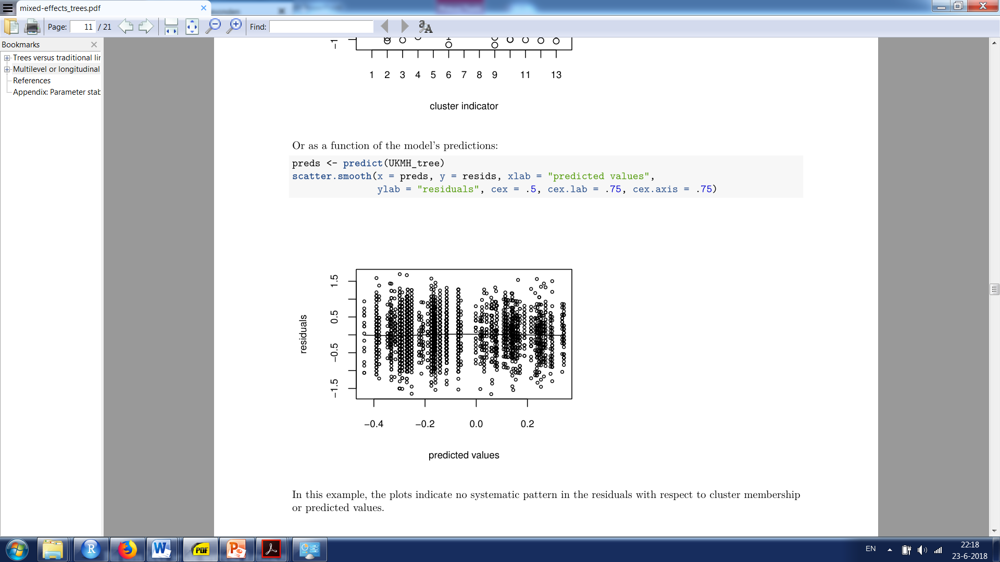 mixed-effects_trees.pdf
Page: 11 / 21
Find:
Bookmarks
Trees versus traditional lin
Multilevel or longitudinal
References
Appendix: Parameter stab
−1
1 2 3 4 5 6 7 8 9 11 13
cluster indicator
Or as a function of the model's predictions:
preds <- predict(UKMH_tree)
scatter.smooth(x = preds, y = resids, xlab = "predicted values",
ylab = "residuals", cex = .5, cex.lab = .75, cex.axis = .75)
residuals
1.5
0.5
−0.5
−1.5
−0.4 −0.2 0.0 0.2
predicted values
In this example, the plots indicate no systematic pattern in the residuals with respect to cluster membership
or predicted values.
EN
22:18
23-6-2018